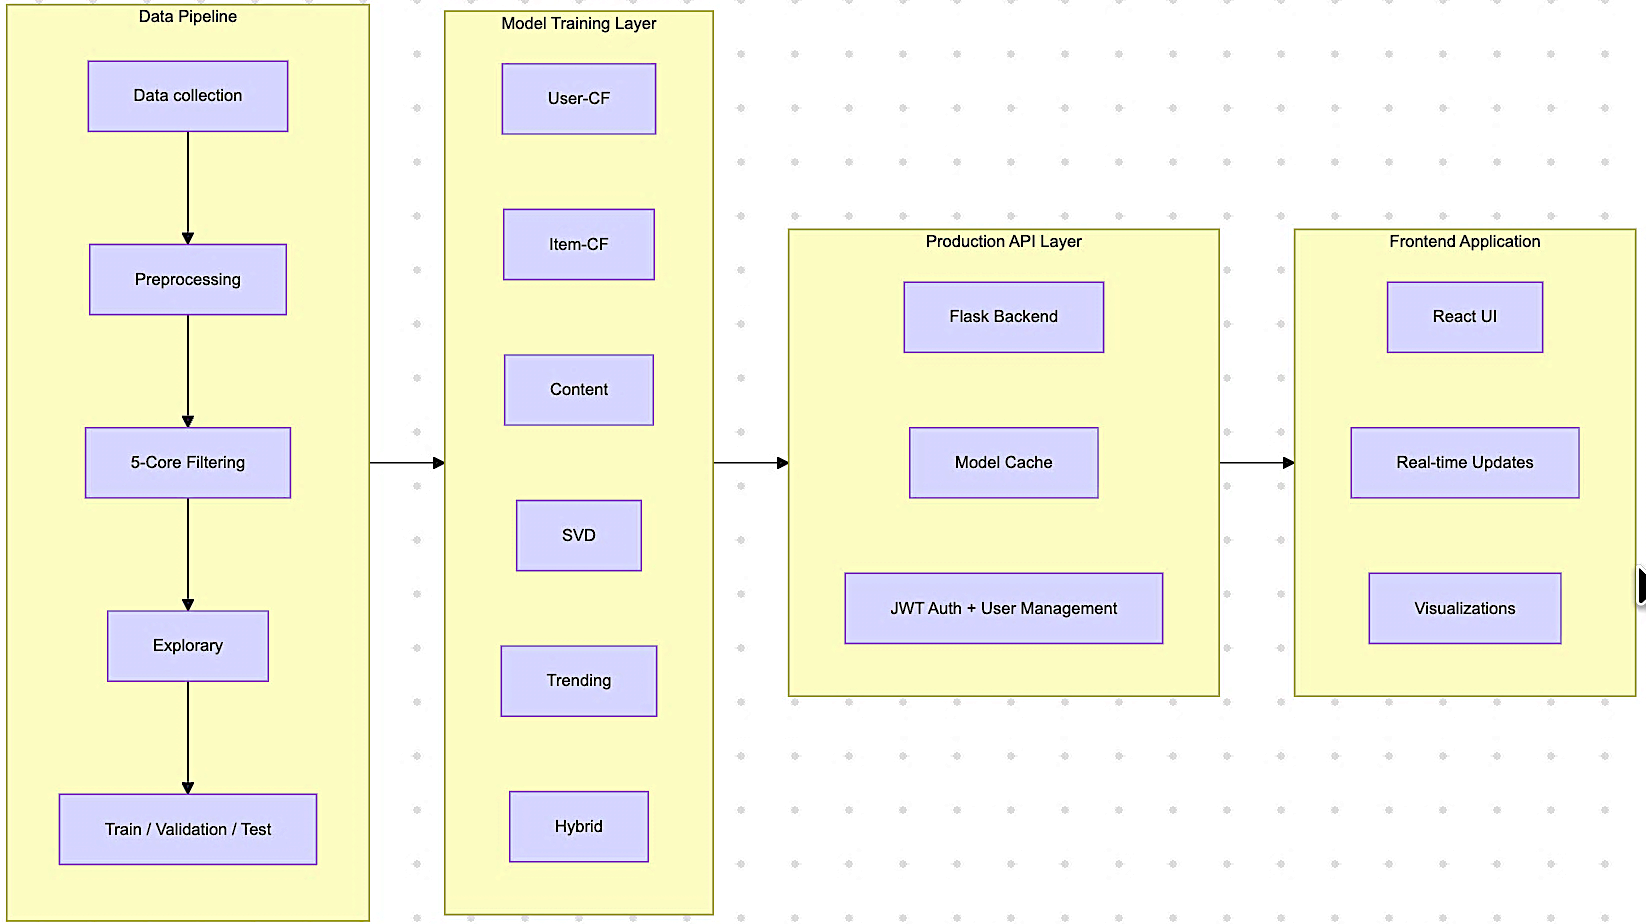 Data Pipeline
Data collection
Preprocessing
5-Core Filtering
Explorary
Train / Validation / Test
Model Training Layer
User-CF
Item-CF
Content
SVD
Trending
Hybrid
Production API Layer
Flask Backend
Model Cache
JWT Auth + User Management
Frontend Application
React UI
Real-time Updates
Visualizations